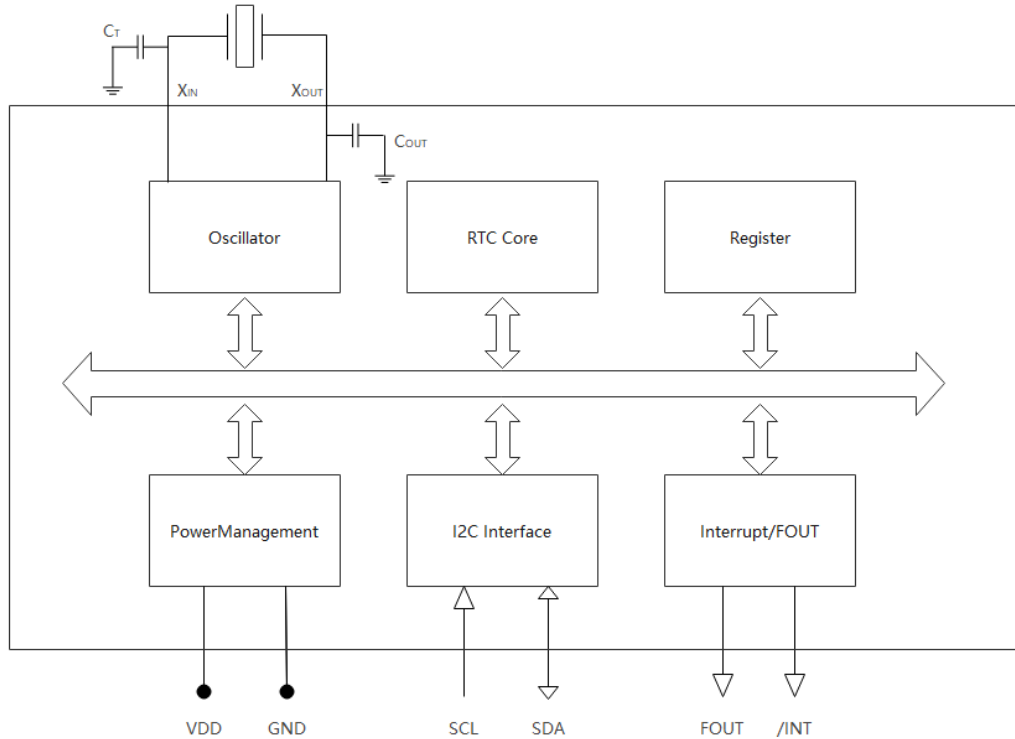 CT
XIN
XOUT
COUT
Oscillator
RTC Core
Register
PowerManagement
I2C Interface
Interrupt/FOUT
VDD
GND
SCL
SDA
FOUT
/INT